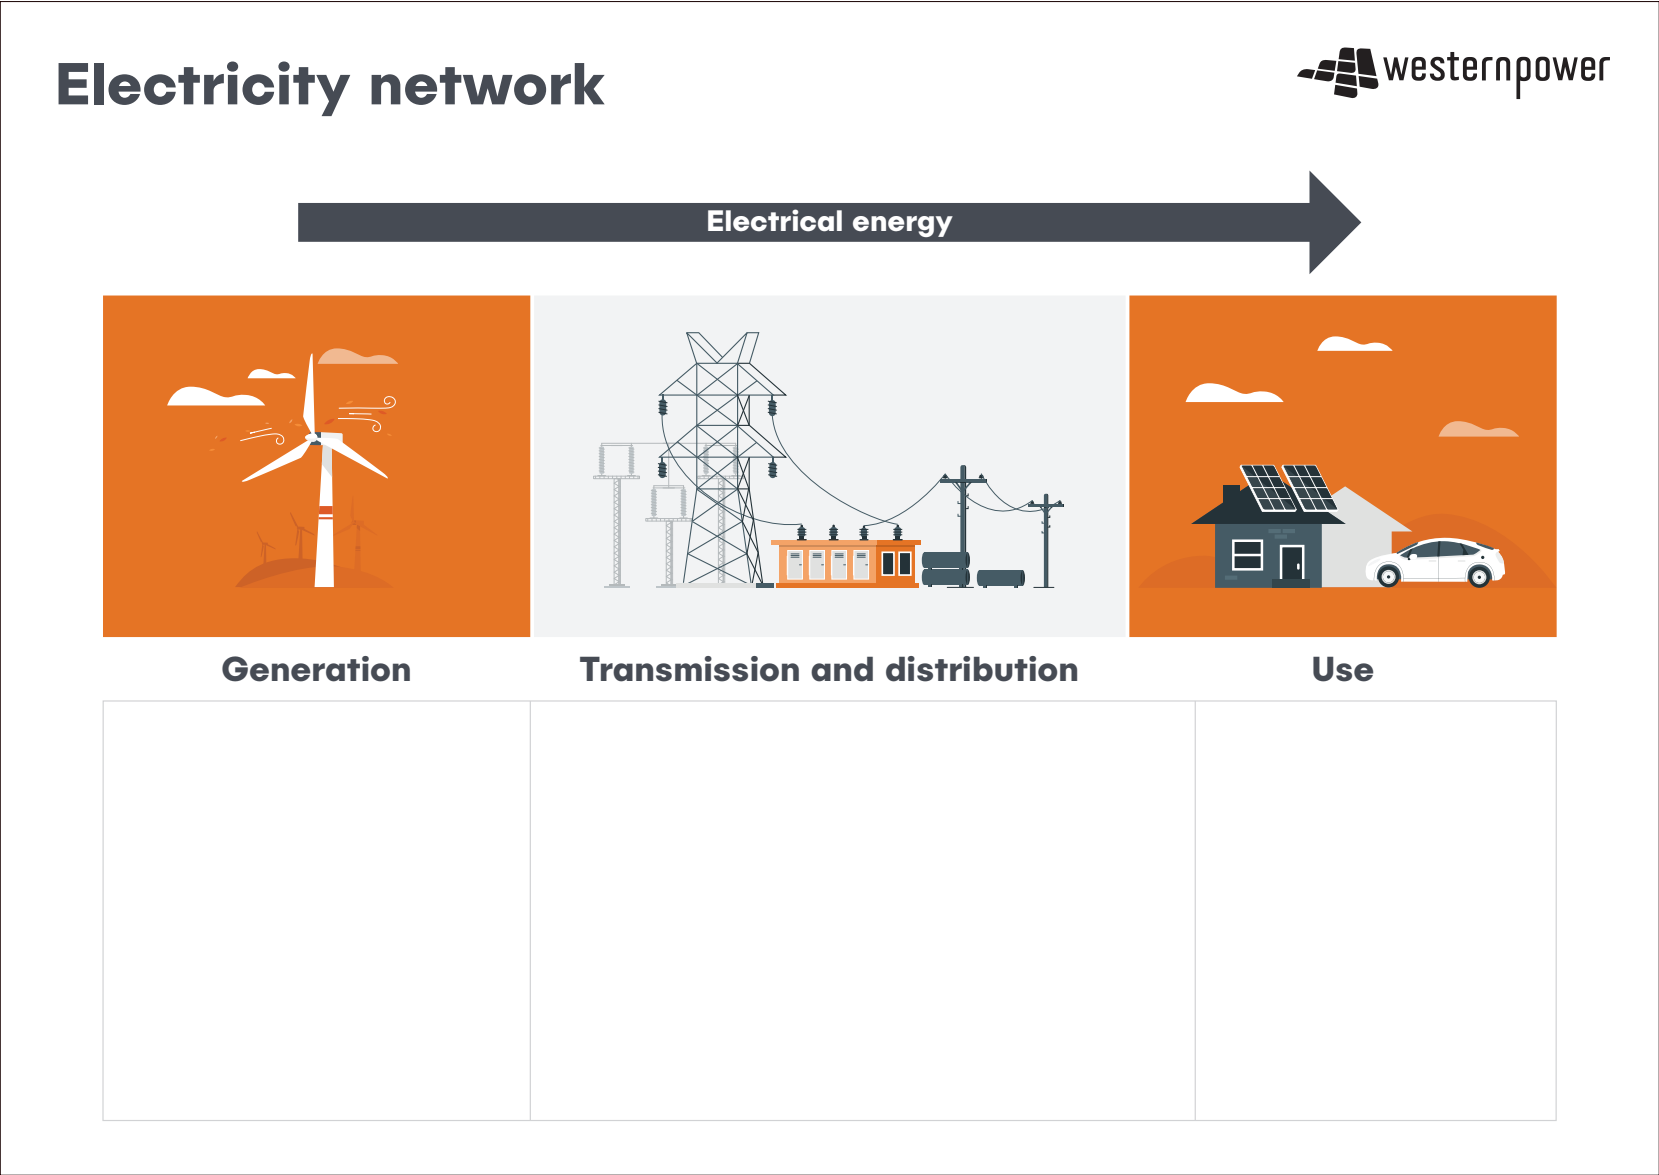 Electricity network
westernpower
Electrical energy
Generation
Transmission and distribution
Use